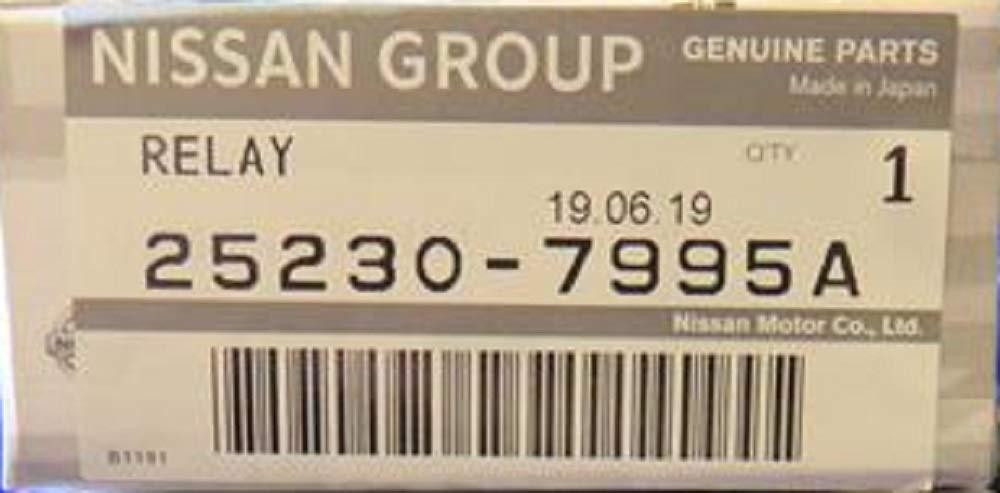 NISSAN GROUP
GENUINE PARTS
Made in Japan
RELAY
Q'TY 1
19.06.19
25230-7995A
Nissan Motor Co., Ltd.
B1191